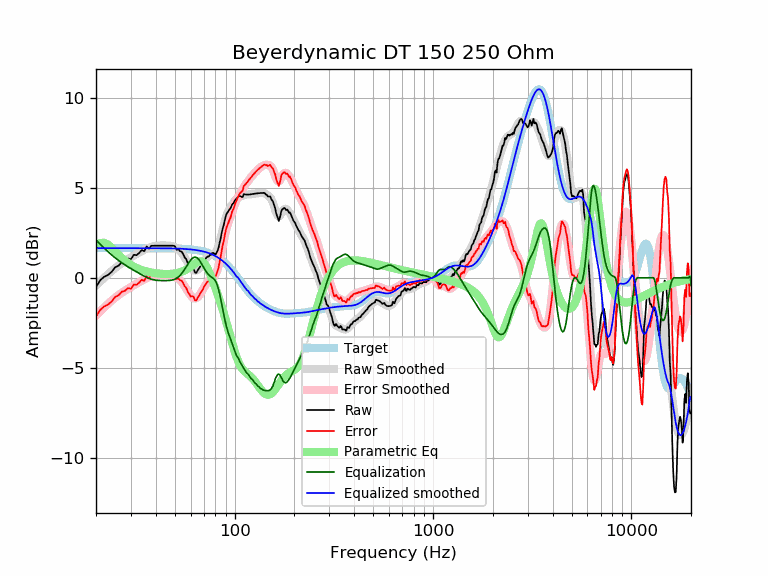 Beyerdynamic DT 150 250 Ohm
Amplitude (dBr)
10
5
0
−5
−10
Target
Raw Smoothed
Error Smoothed
Raw
Error
Parametric Eq
Equalization
Equalized smoothed
100
1000
10000
Frequency (Hz)